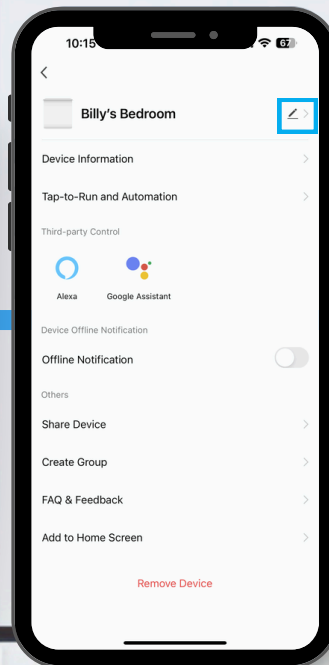 10:15
67
Billy's Bedroom
Device Information
Tap-to-Run and Automation
Third-party Control
Alexa Google Assistant
Device Offline Notification
Offline Notification
Others
Share Device
Create Group
FAQ & Feedback
Add to Home Screen
Remove Device